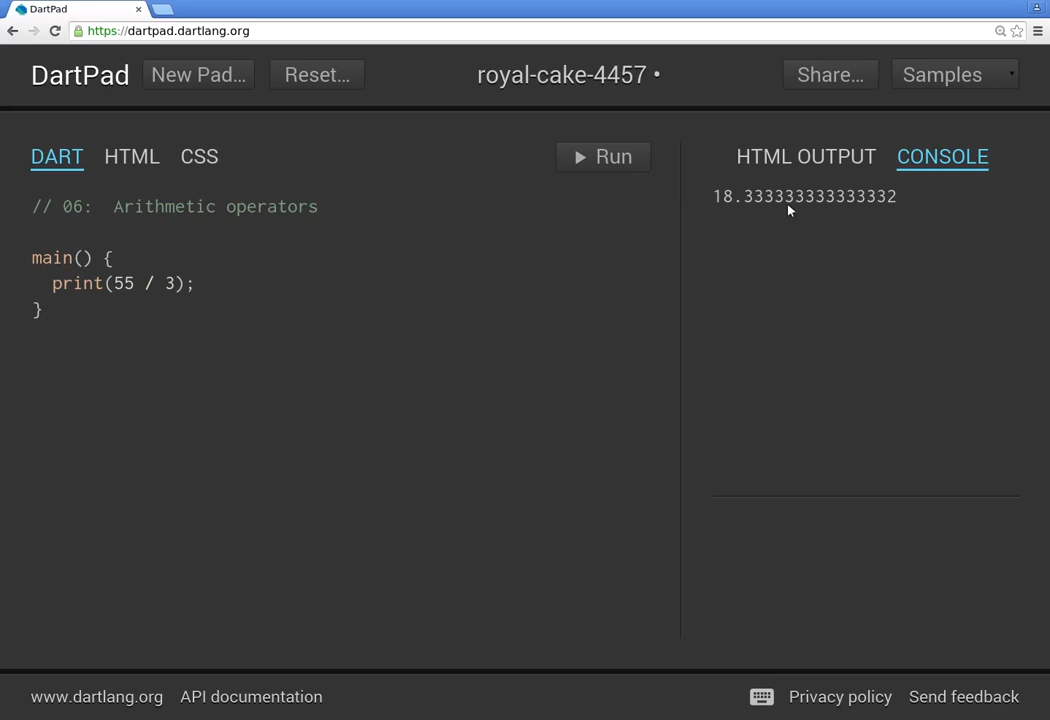 DartPad
https://dartpad.dartlang.org
DartPad New Pad... Reset... royal-cake-4457 • Share... Samples
DART HTML CSS Run HTML OUTPUT CONSOLE
// 06:  Arithmetic operators
main() {
  print(55 / 3);
}
18.333333333333332
www.dartlang.org API documentation Privacy policy Send feedback